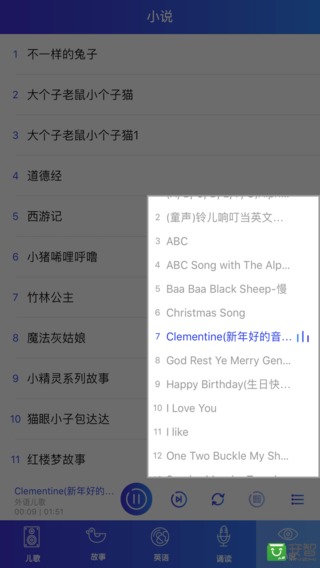 小说
1 不一样的兔子
2 大个子老鼠小个子猫
3 大个子老鼠小个子猫1
4 道德经
5 西游记
6 小猪唏哩呼噜
7 竹林公主
8 魔法灰姑娘
9 小精灵系列故事
10 猫眼小子包达达
11 红楼梦故事
2 (童声)铃儿响叮当英文...
3 ABC
4 ABC Song with The Alp...
5 Baa Baa Black Sheep-慢
6 Christmas Song
7 Clementine(新年好的音...
8 God Rest Ye Merry Gen...
9 Happy Birthday(生日快...
10 I Love You
11 I like
12 One Two Buckle My Sh...
Clementine(新年好的...
外语儿歌
00:09 | 01:51
儿歌
故事
英语
诵读